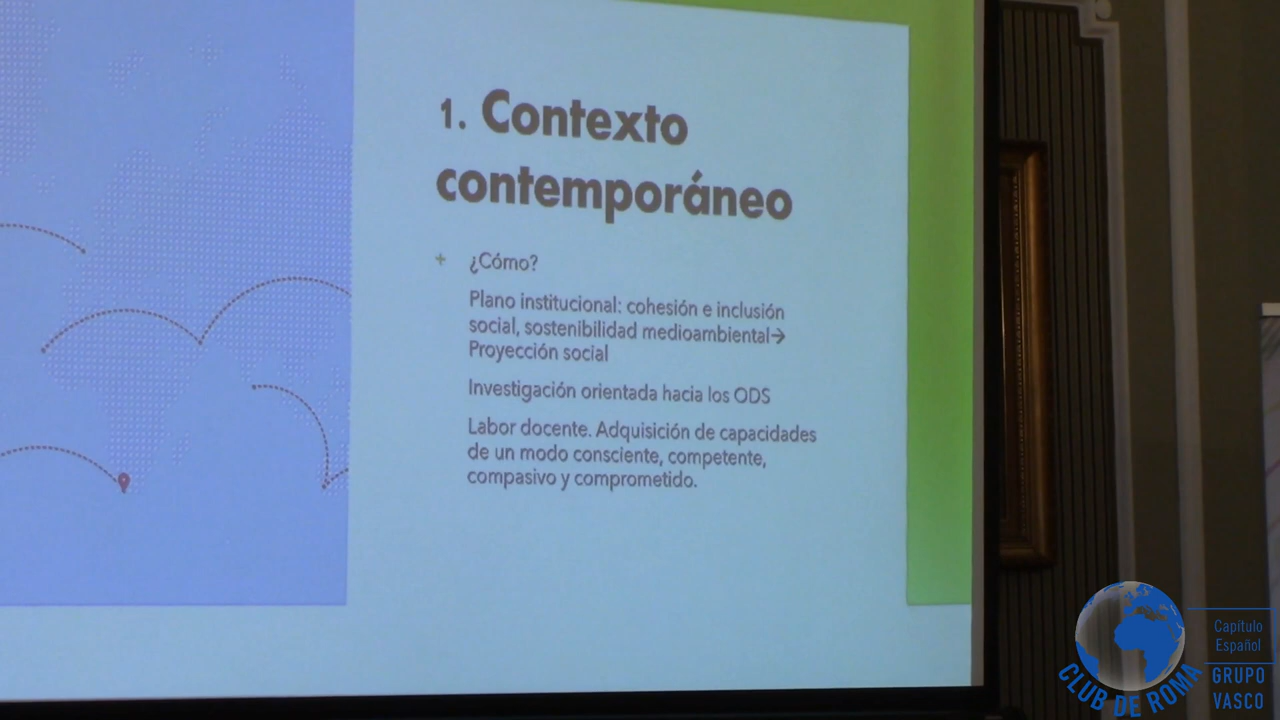 1. Contexto
contemporáneo
+ ¿Cómo?
Plano institucional: cohesión e inclusión
social, sostenibilidad medioambiental→
Proyección social
Investigación orientada hacia los ODS
Labor docente. Adquisición de capacidades
de un modo consciente, competente,
compasivo y comprometido.
CLUB DE ROMA
Capítulo
Español
GRUPO
VASCO